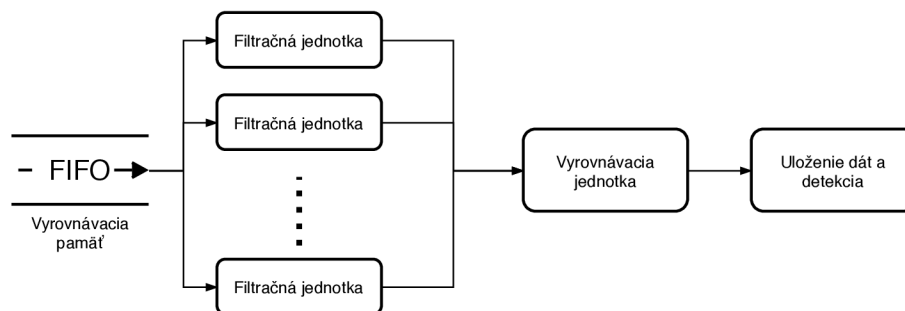 FIFO
Vyrovnávacia
pamäť
Filtračná jednotka
Filtračná jednotka
Filtračná jednotka
Vyrovnávacia
jednotka
Uloženie dát a
detekcia